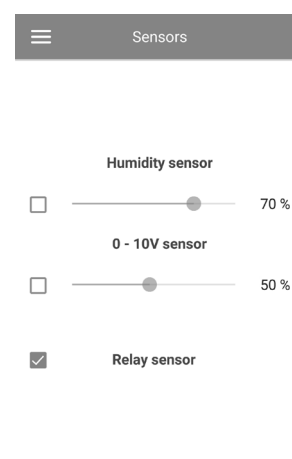 Sensors
Humidity sensor
70 %
0 - 10V sensor
50 %
Relay sensor